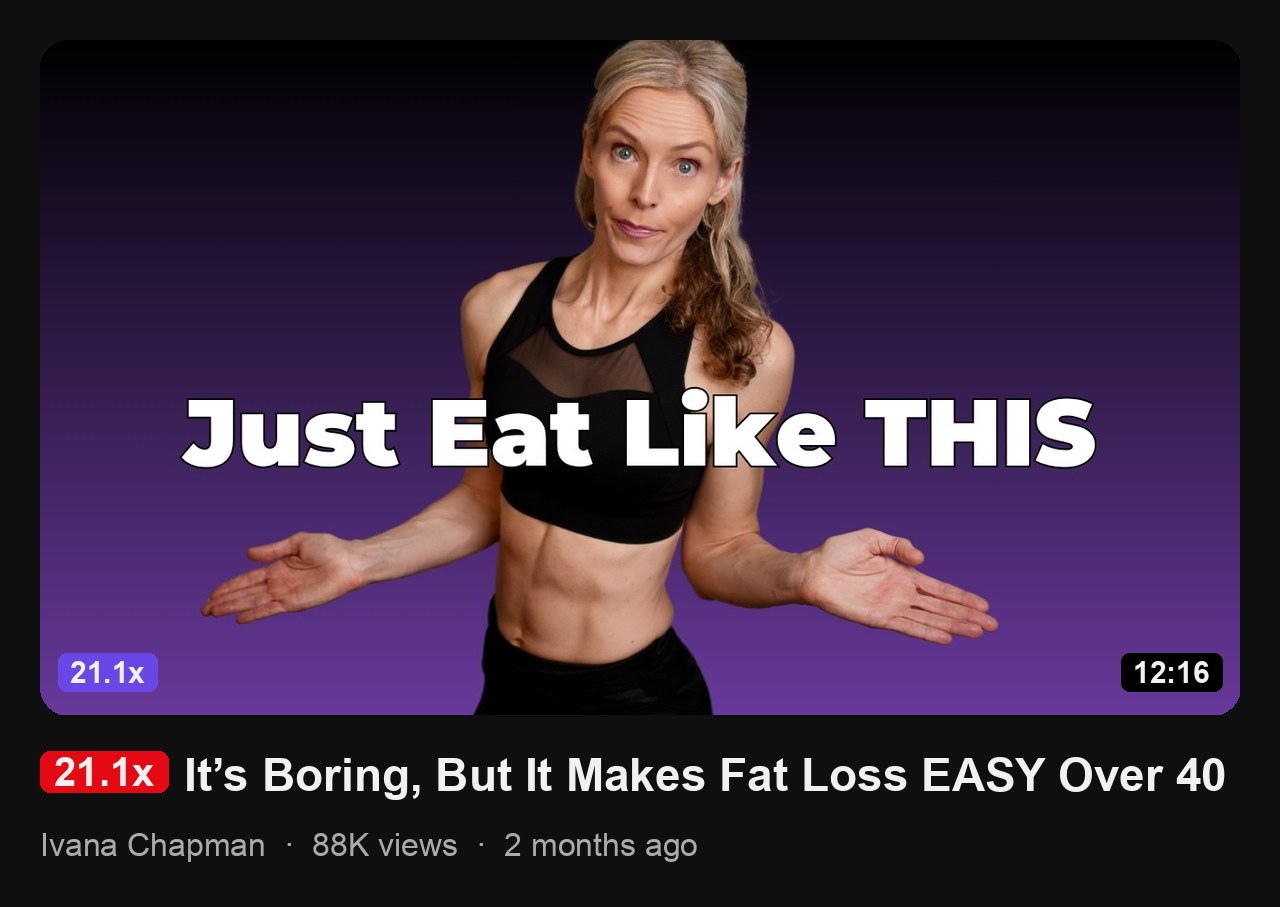 Just Eat Like THIS
21.1x
12:16
21.1x It’s Boring, But It Makes Fat Loss EASY Over 40
Ivana Chapman · 88K views · 2 months ago